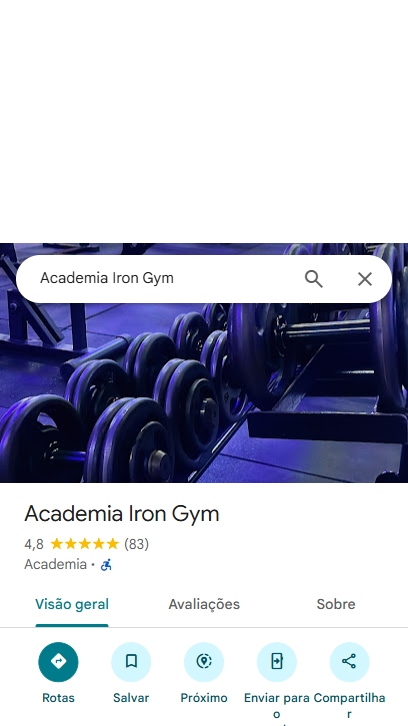 Academia Iron Gym
Academia Iron Gym
4,8 (83)
Academia ·
Visão geral
Avaliações
Sobre
Rotas
Salvar
Próximo
Enviar para o
Compartilhar